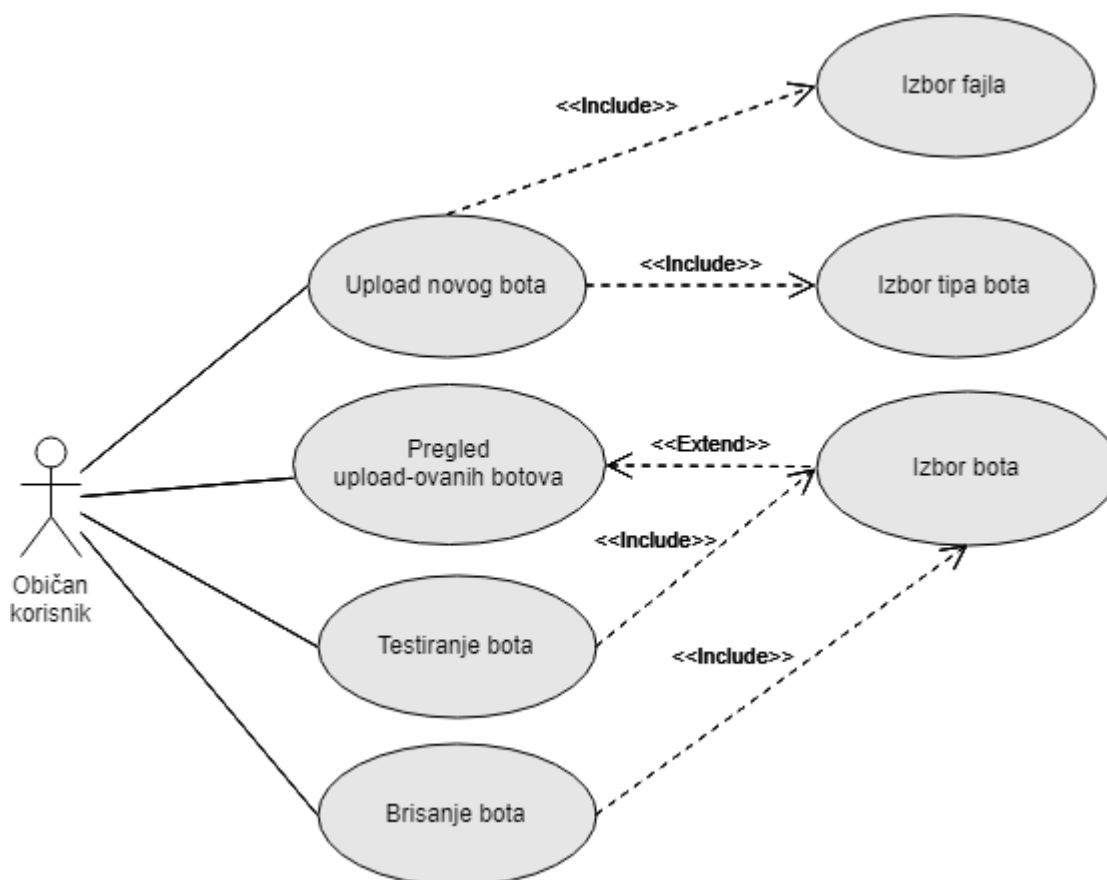 Izbor fajla
<<Include>>
Upload novog bota
<<Include>>
Izbor tipa bota
Pregled
upload-ovanih botova
<<Extend>>
Izbor bota
<<Include>>
Običan
korisnik
Testiranje bota
<<Include>>
Brisanje bota